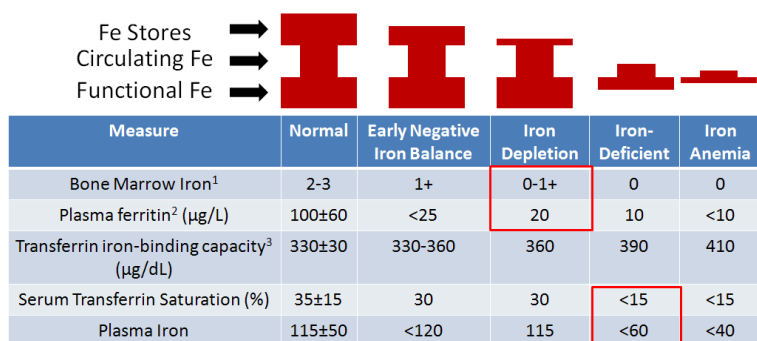 Fe Stores
Circulating Fe
Functional Fe
Measure Normal Early Negative Iron Balance Iron Depletion Iron-Deficient Iron Anemia
Bone Marrow Iron¹ 2-3 1+ 0-1+ 0 0
Plasma ferritin² (µg/L) 100±60 <25 20 10 <10
Transferrin iron-binding capacity³ (µg/dL) 330±30 330-360 360 390 410
Serum Transferrin Saturation (%) 35±15 30 30 <15 <15
Plasma Iron 115±50 <120 115 <60 <40